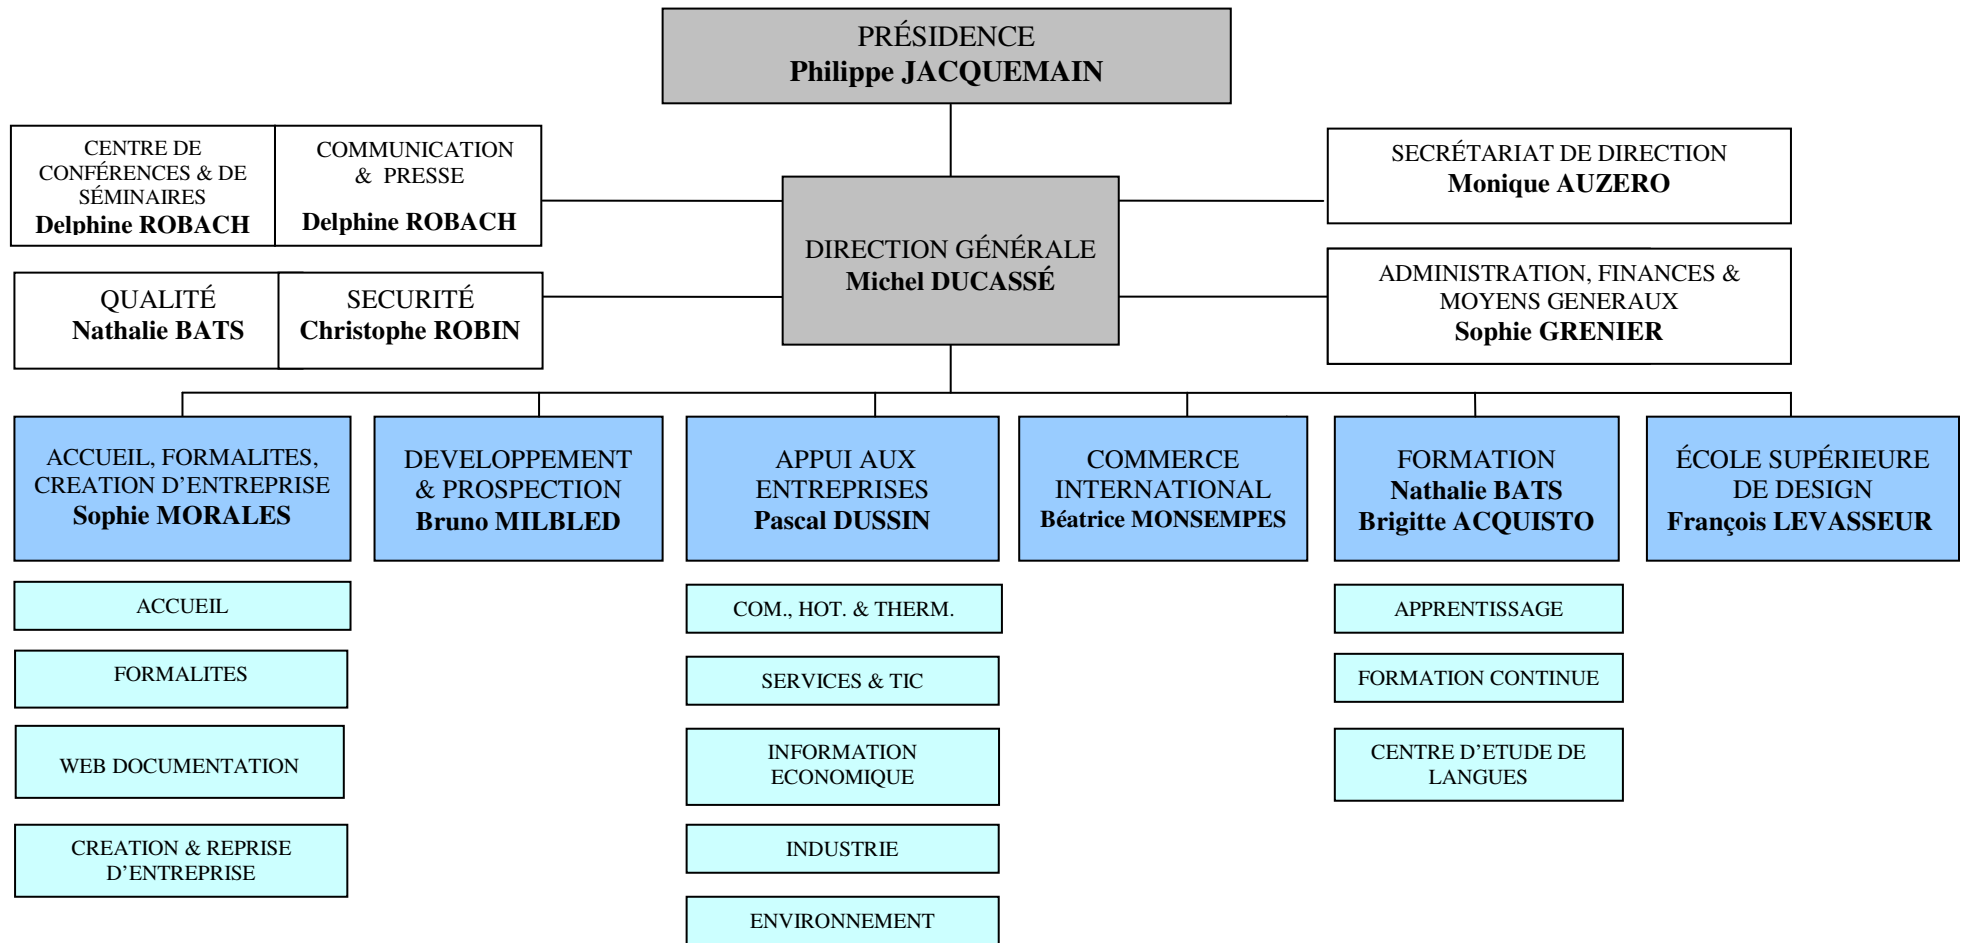 PRÉSIDENCE
Philippe JACQUEMAIN
CENTRE DE
CONFÉRENCES & DE
SÉMINAIRES
Delphine ROBACH
COMMUNICATION
& PRESSE
Delphine ROBACH
SECRÉTARIAT DE DIRECTION
Monique AUZERO
DIRECTION GÉNÉRALE
Michel DUCASSÉ
QUALITÉ
Nathalie BATS
SECURITÉ
Christophe ROBIN
ADMINISTRATION, FINANCES &
MOYENS GENERAUX
Sophie GRENIER
ACCUEIL, FORMALITES,
CREATION D’ENTREPRISE
Sophie MORALES
DEVELOPPEMENT
& PROSPECTION
Bruno MILBLED
APPUI AUX
ENTREPRISES
Pascal DUSSIN
COMMERCE
INTERNATIONAL
Béatrice MONSEMPES
FORMATION
Nathalie BATS
Brigitte ACQUISTO
ÉCOLE SUPÉRIEURE
DE DESIGN
François LEVASSEUR
ACCUEIL
FORMALITES
WEB DOCUMENTATION
CREATION & REPRISE
D’ENTREPRISE
COM., HOT. & THERM.
SERVICES & TIC
INFORMATION
ECONOMIQUE
INDUSTRIE
ENVIRONNEMENT
APPRENTISSAGE
FORMATION CONTINUE
CENTRE D’ETUDE DE
LANGUES